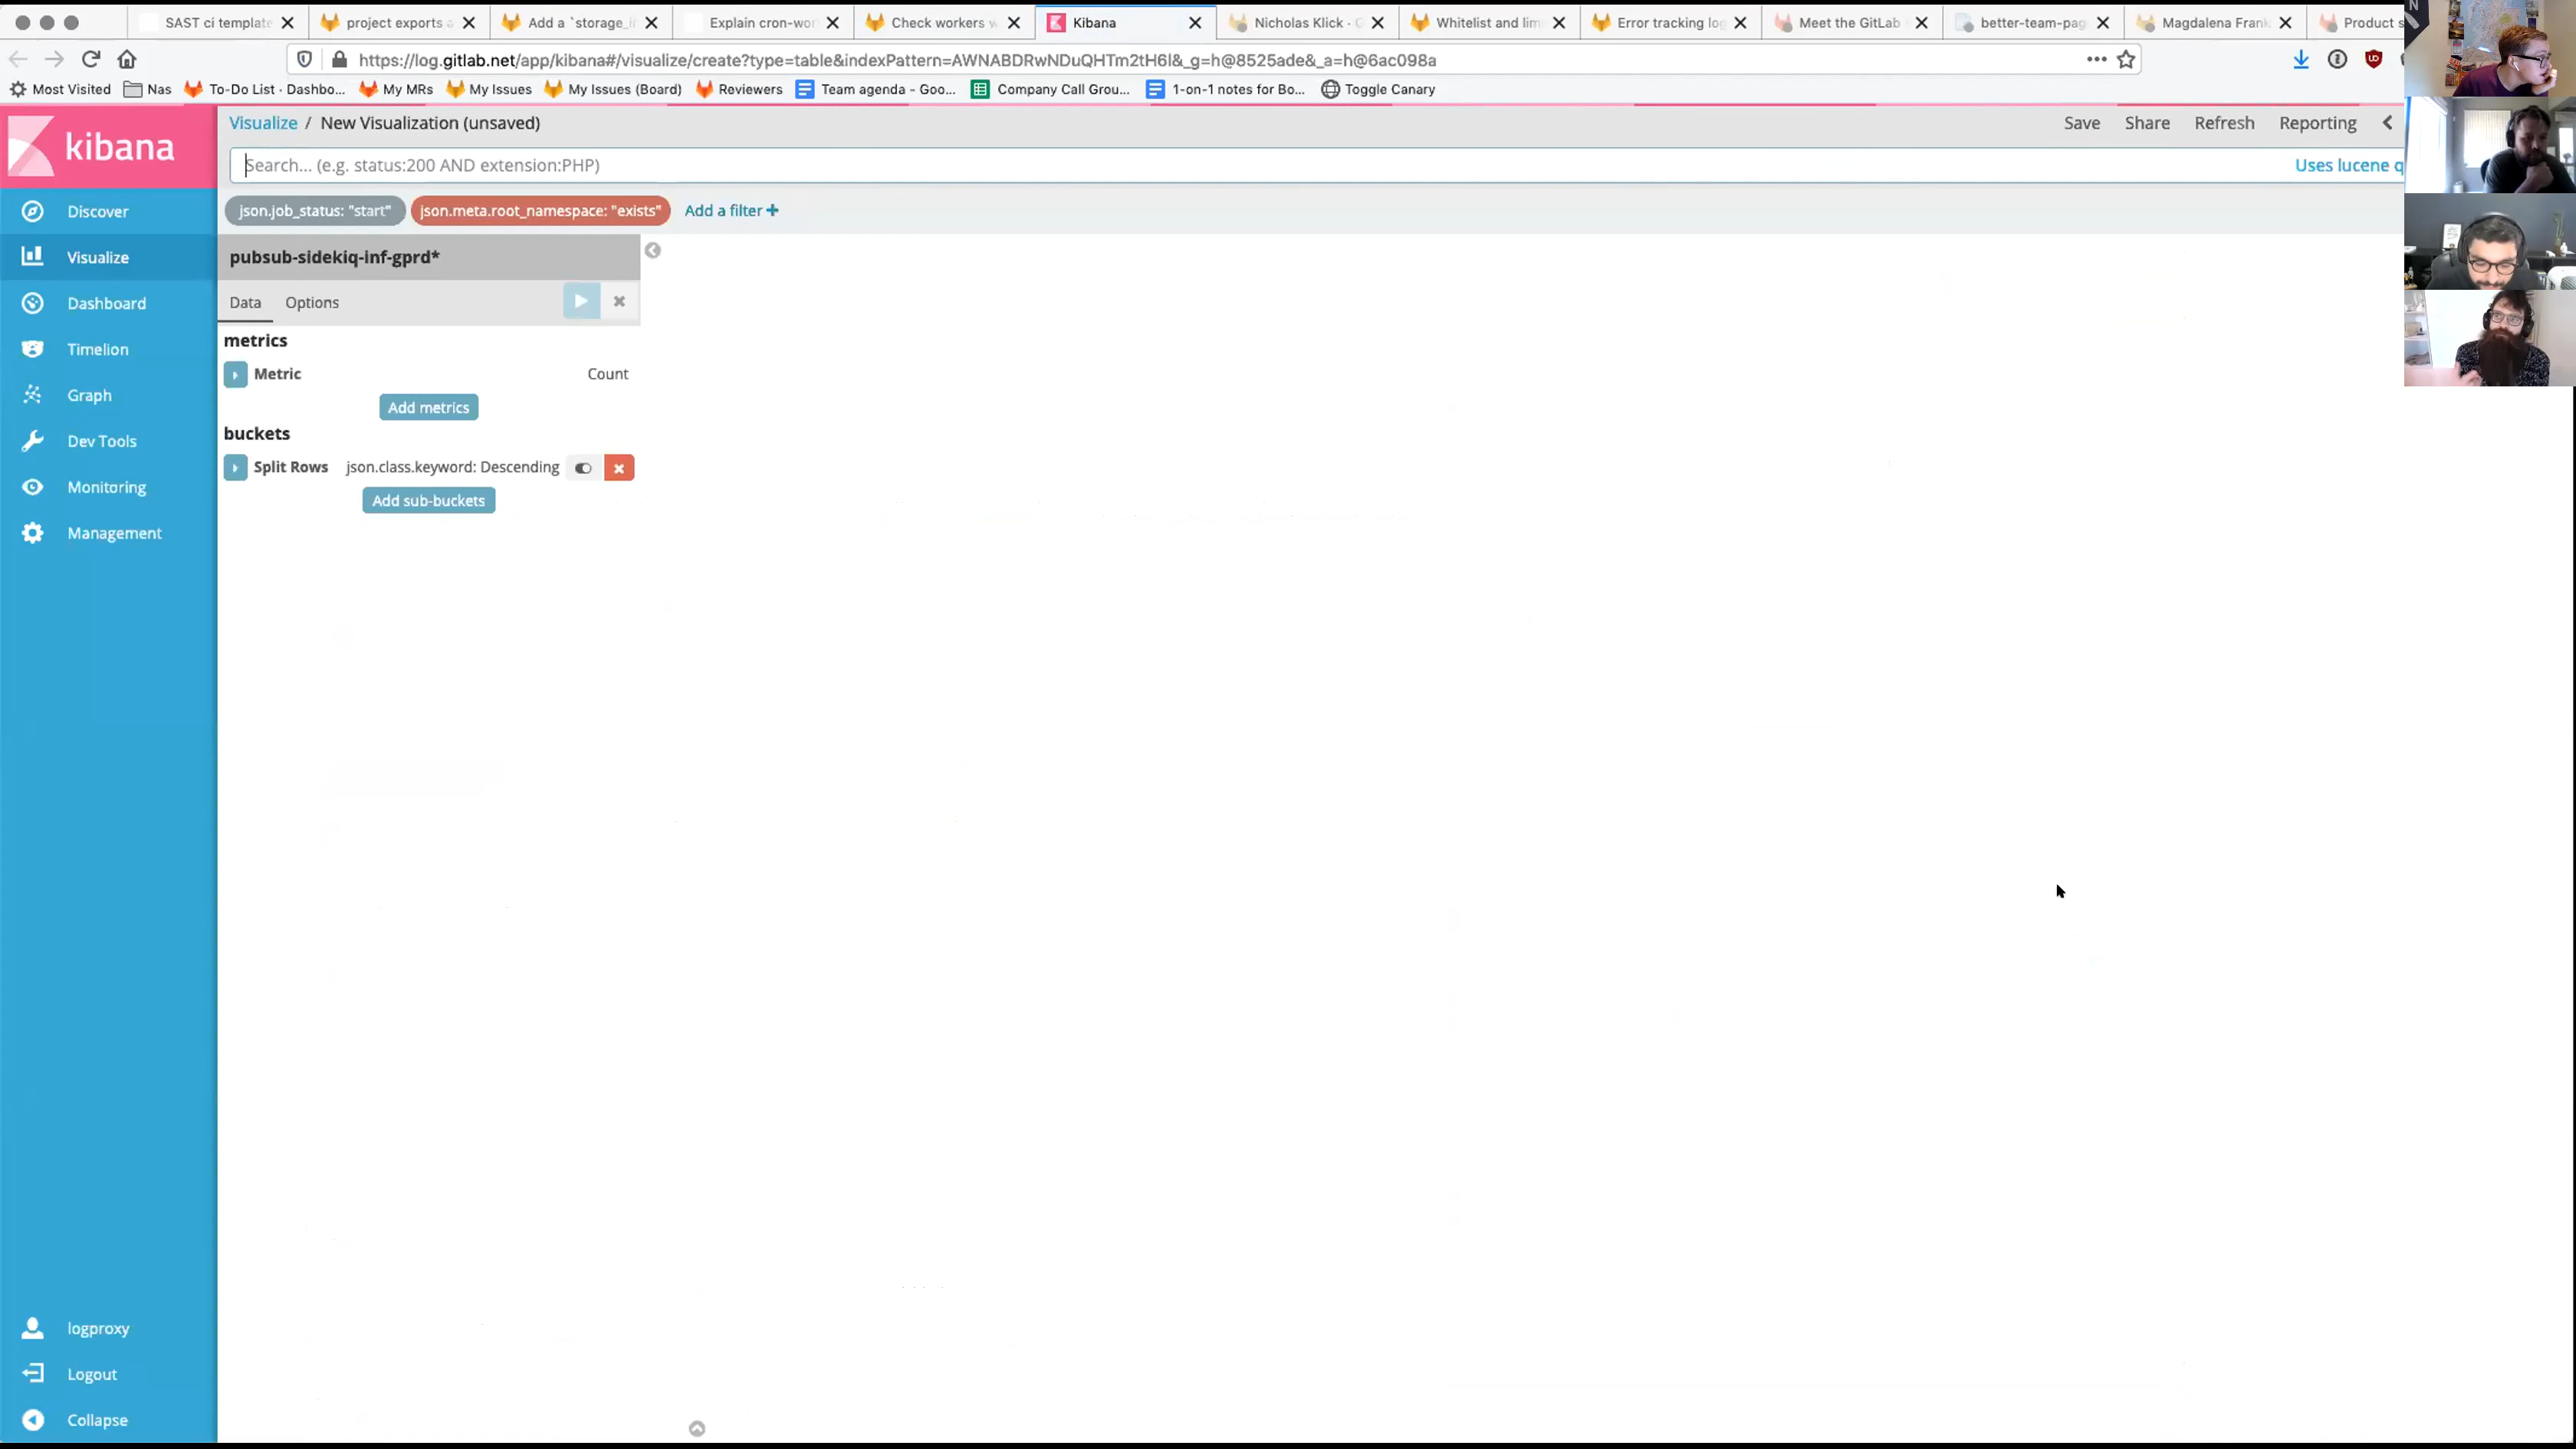 SAST ci template
project exports a
Add a `storage_i
Explain cron-wor
Check workers w
Kibana
Nicholas Klick - G
Whitelist and lim
Error tracking log
Meet the GitLab
better-team-pag
Magdalena Frank
Product s
https://log.gitlab.net/app/kibana#/visualize/create?type=table&indexPattern=AWNABDRwNDuQHTm2tH6l&_g=h@8525ade&_a=h@6ac098a
Most Visited
Nas
To-Do List · Dashbo...
My MRs
My Issues
My Issues (Board)
Reviewers
Team agenda - Goo...
Company Call Grou...
1-on-1 notes for Bo...
Toggle Canary
kibana
Visualize / New Visualization (unsaved)
Save Share Refresh Reporting
Search... (e.g. status:200 AND extension:PHP)
Uses lucene q
json.job_status: "start"
json.meta.root_namespace: "exists"
Add a filter +
Discover
Visualize
Dashboard
Timelion
Graph
Dev Tools
Monitoring
Management
logproxy
Logout
Collapse
pubsub-sidekiq-inf-gprd*
Data Options
metrics
Metric Count
Add metrics
buckets
Split Rows json.class.keyword: Descending
Add sub-buckets